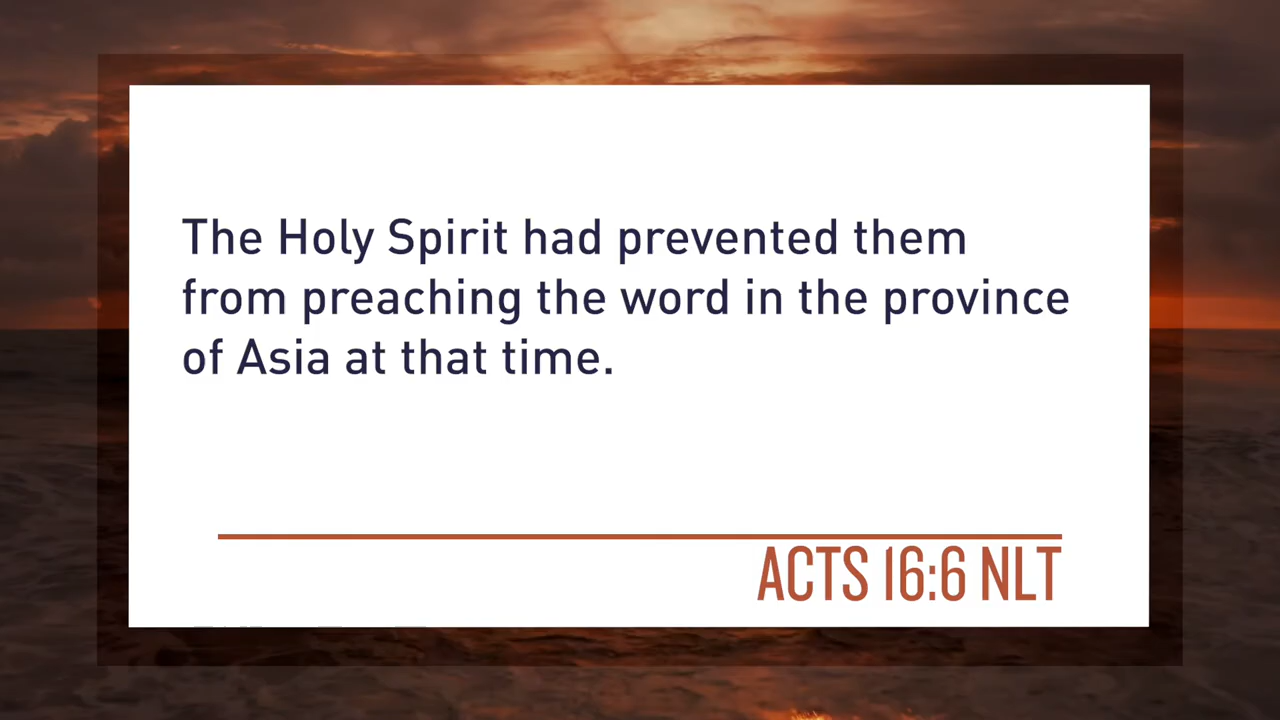 The Holy Spirit had prevented them
from preaching the word in the province
of Asia at that time.
ACTS 16:6 NLT